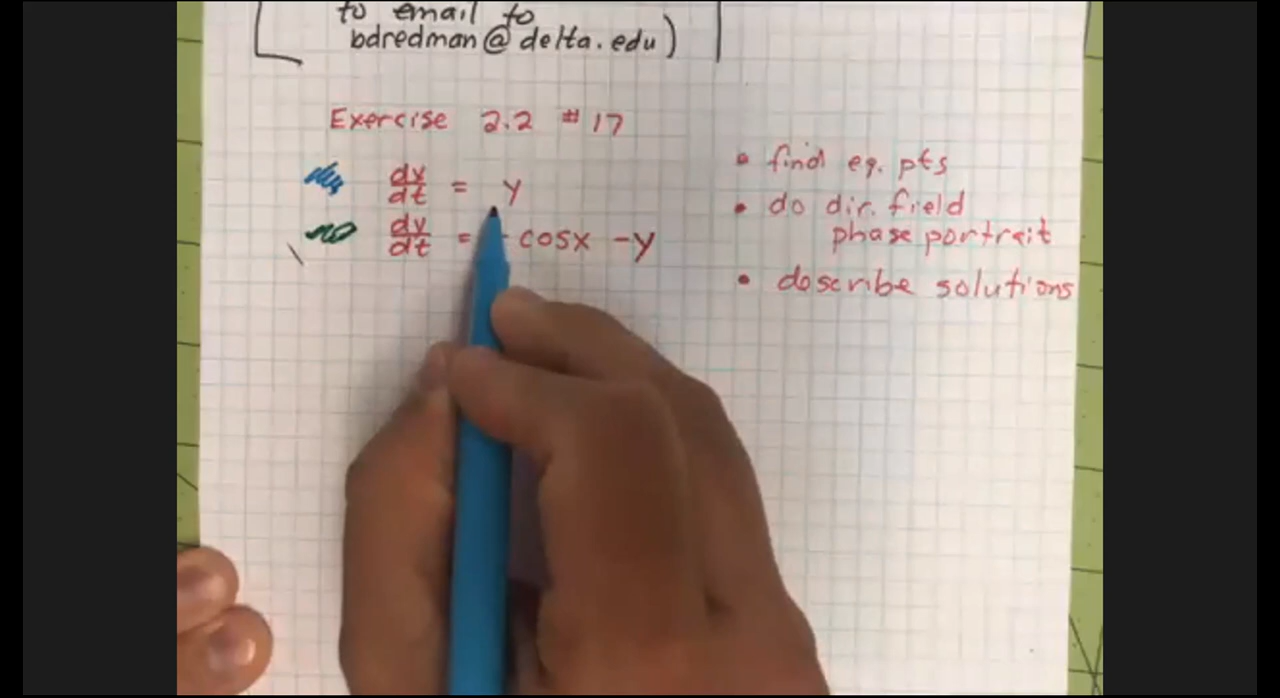 to email to
bdredman@delta.edu)
Exercise 2.2 #17
dx/dt = y
dy/dt = - cosx - y
• find eq. pts
• do dir. field
phase portrait
• describe solutions